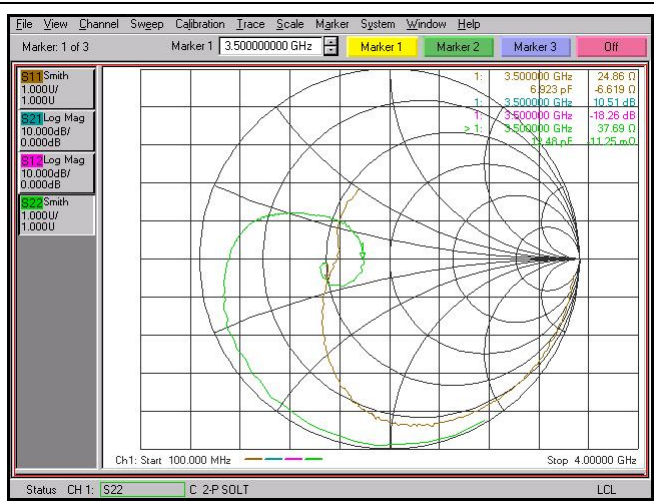 File View Channel Sweep Calibration Trace Scale Marker System Window Help
Marker: 1 of 3 Marker 1 3.500000000 GHz Marker 1 Marker 2 Marker 3 Off
S11 Smith
1.000U/
1.000U
S21 Log Mag
10.000dB/
0.000dB
S12 Log Mag
10.000dB/
0.000dB
S22 Smith
1.000U/
1.000U
1: 3.500000 GHz 24.86 Ω
6.923 pF -6.619 Ω
1: 3.500000 GHz 10.51 dB
1: 3.500000 GHz -18.26 dB
> 1: 3.500000 GHz 37.69 Ω
-11.25 mΩ
Ch1: Start 100.000 MHz Stop 4.00000 GHz
Status CH 1: S22 C 2-P SOLT LCL